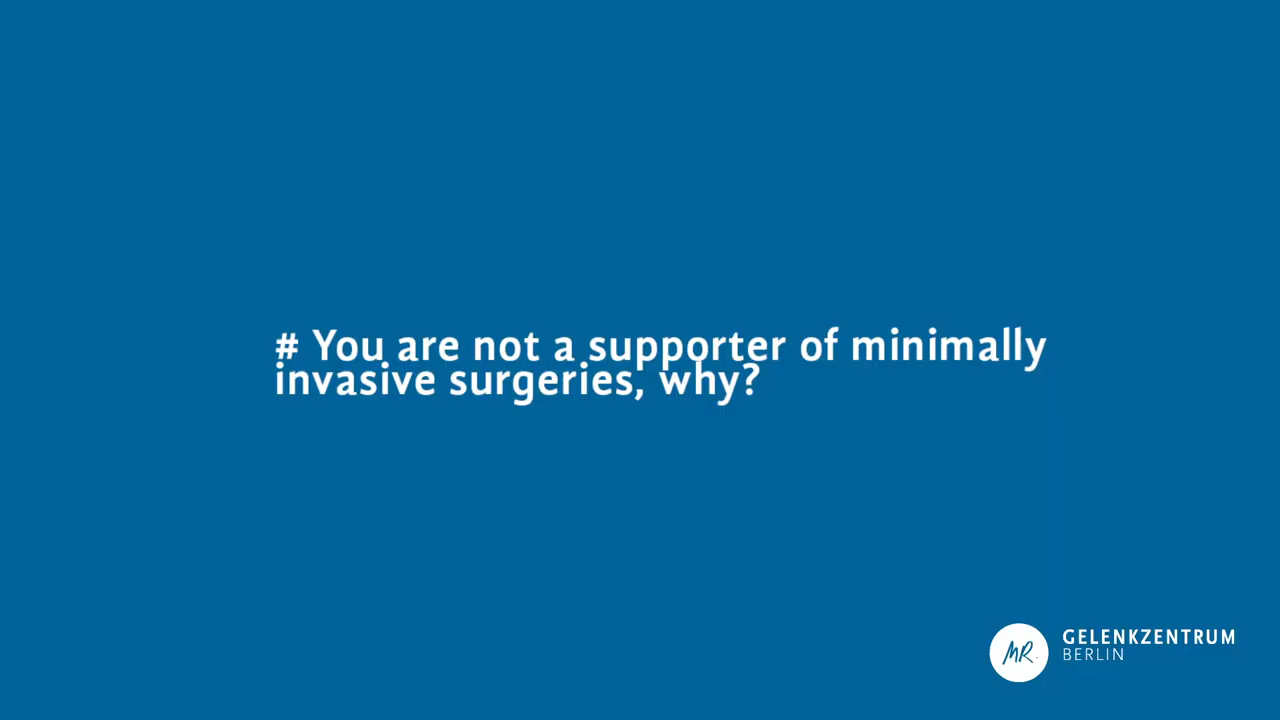 # You are not a supporter of minimally
invasive surgeries, why?
MR.
GELENKZENTRUM
BERLIN